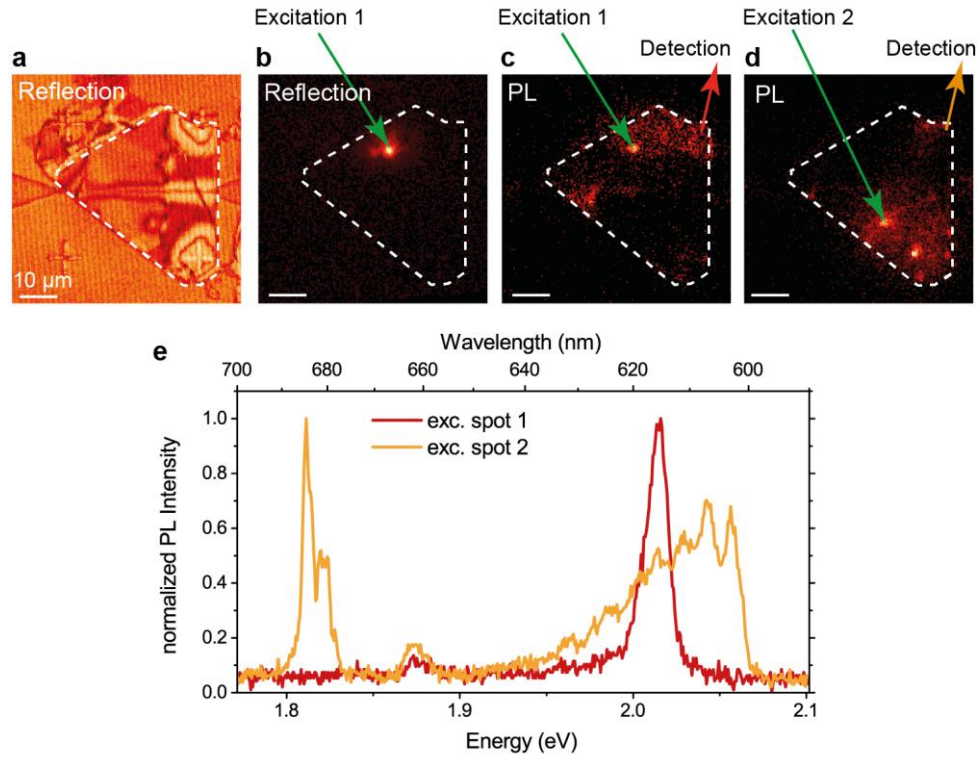 Excitation 1
Excitation 1
Excitation 2
a
b
c
Detection
d
Detection
Reflection
Reflection
PL
PL
10 µm
e
Wavelength (nm)
700 680 660 640 620 600
normalized PL Intensity
1.0
0.8
0.6
0.4
0.2
0.0
exc. spot 1
exc. spot 2
1.8 1.9 2.0 2.1
Energy (eV)